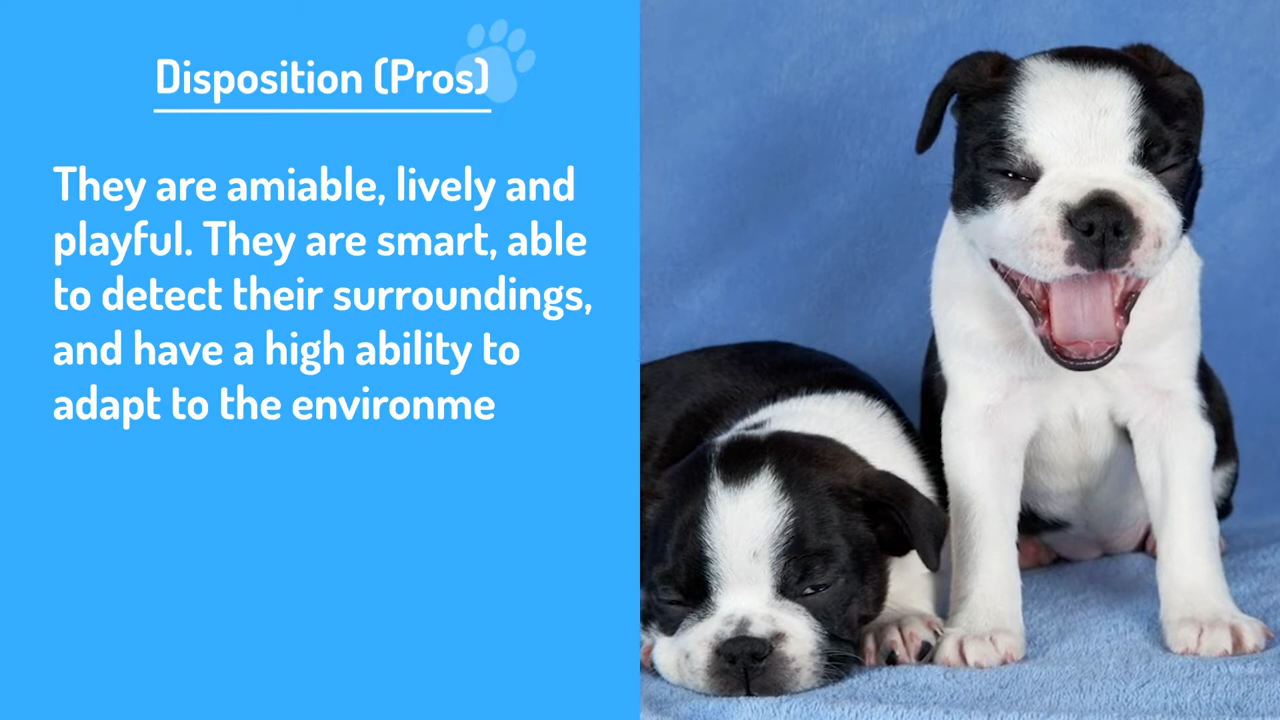 Disposition (Pros)
They are amiable, lively and
playful. They are smart, able
to detect their surroundings,
and have a high ability to
adapt to the environme